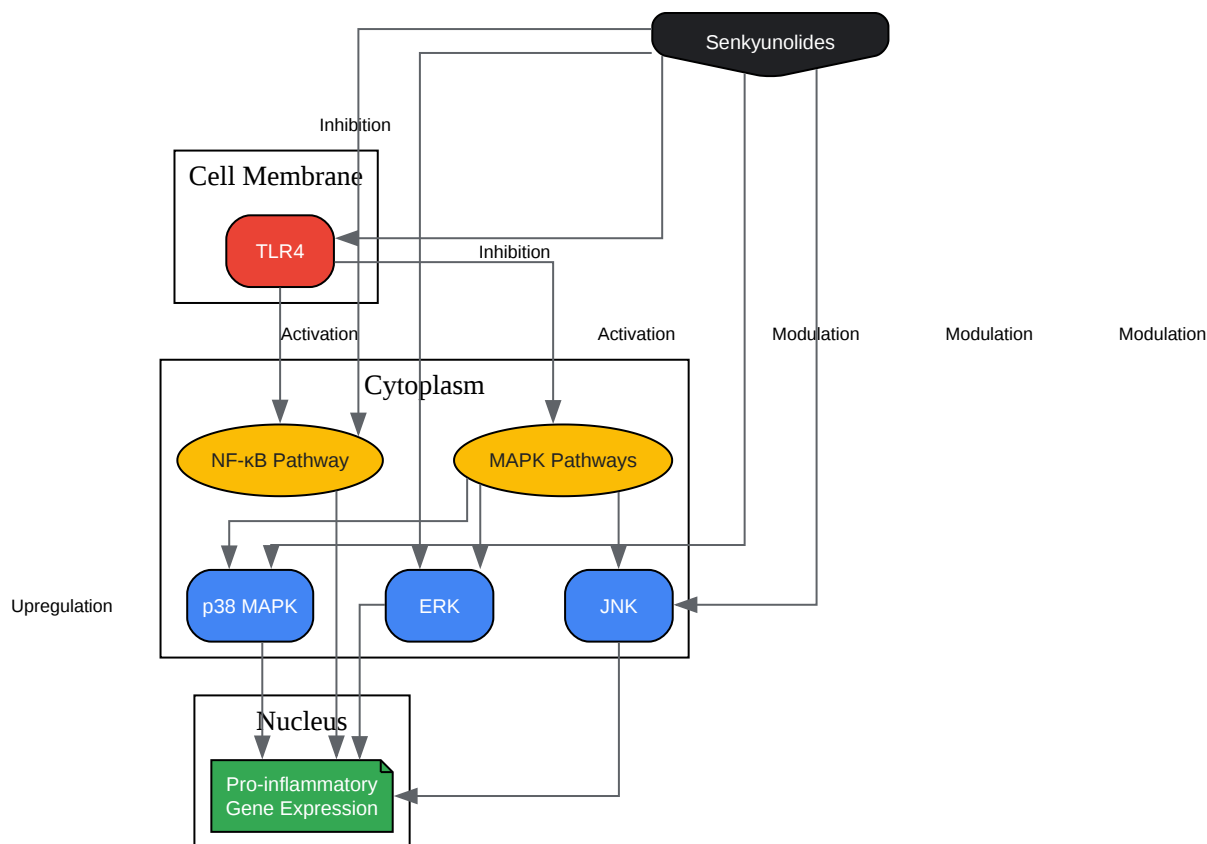 Senkyunolides
Inhibition
Cell Membrane
TLR4
Inhibition
Activation
Activation
Modulation
Modulation
Modulation
Cytoplasm
NF-κB Pathway
MAPK Pathways
Upregulation
p38 MAPK
ERK
JNK
Nucleus
Pro-inflammatory
Gene Expression